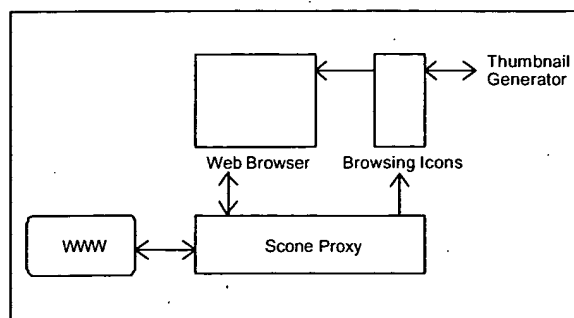 Thumbnail
Generator
Web Browser
Browsing Icons
WWW
Scone Proxy